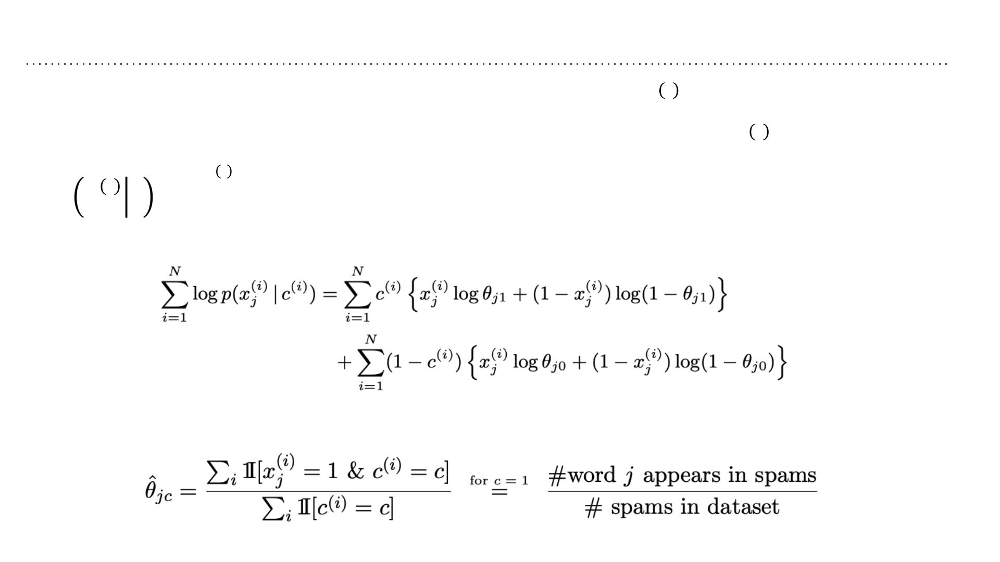 ( )
( )
( )
( ( )| )
\sum_{i=1}^{N} \log p(x_j^{(i)} | c^{(i)}) = \sum_{i=1}^{N} c^{(i)} \left\{ x_j^{(i)} \log \theta_{j1} + (1 - x_j^{(i)}) \log(1 - \theta_{j1}) \right\}
+ \sum_{i=1}^{N} (1 - c^{(i)}) \left\{ x_j^{(i)} \log \theta_{j0} + (1 - x_j^{(i)}) \log(1 - \theta_{j0}) \right\}
\hat{\theta}_{jc} = \frac{\sum_i \mathbb{I}[x_j^{(i)} = 1 \& c^{(i)} = c]}{\sum_i \mathbb{I}[c^{(i)} = c]} \overset{\text{for } c = 1}{=} \frac{\#\text{word } j \text{ appears in spams}}{\# \text{ spams in dataset}}